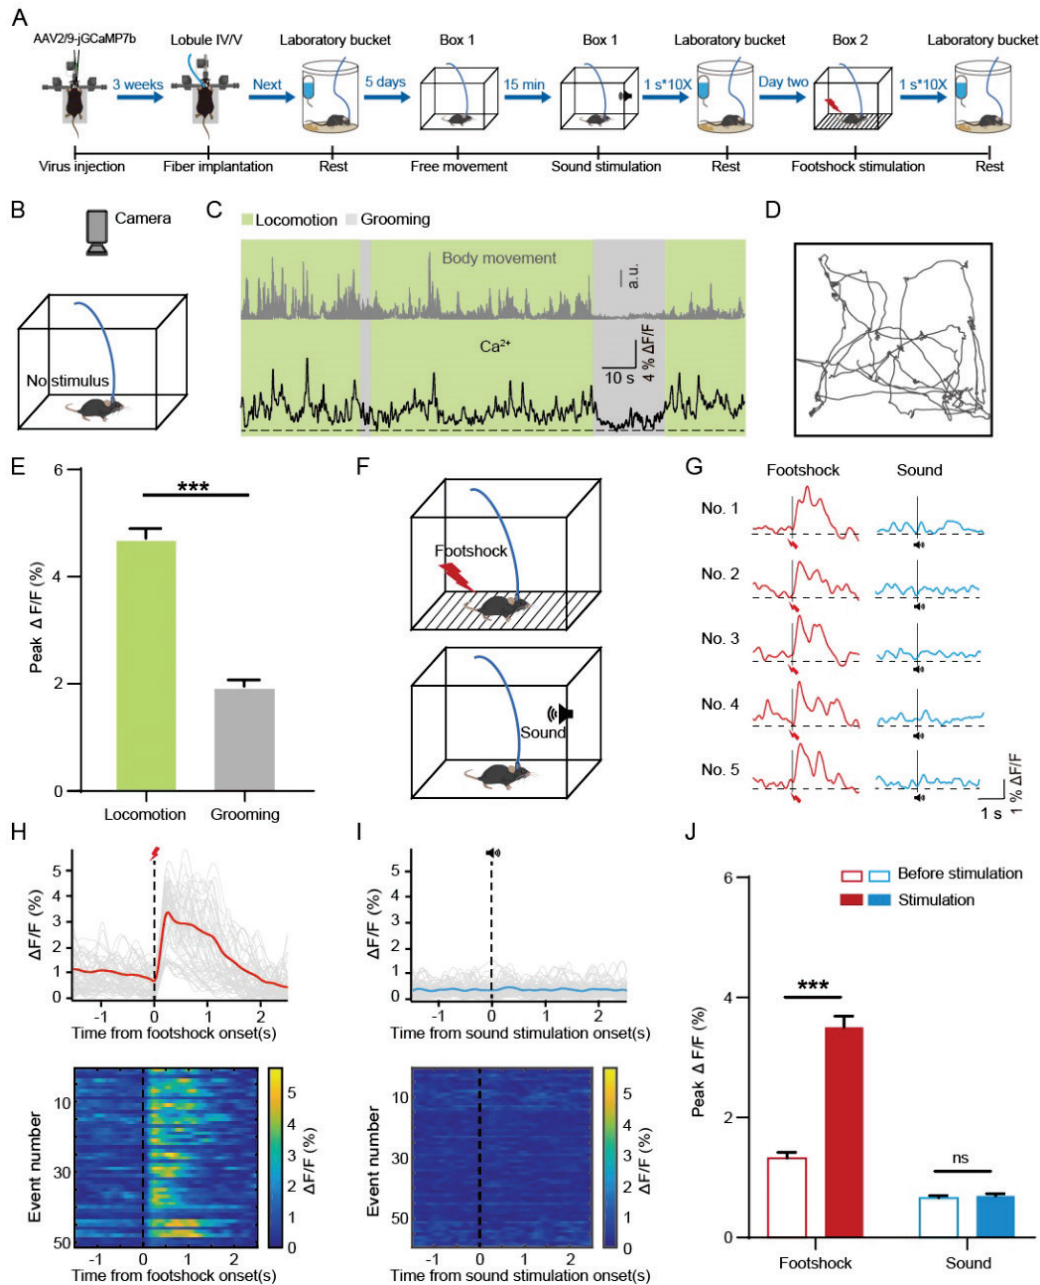 A
AAV2/9-jGCaMP7b
Lobule IV/V
Laboratory bucket
Box 1
Box 1
Laboratory bucket
Box 2
Laboratory bucket
3 weeks
Next
5 days
15 min
1 s*10X
Day two
1 s*10X
Virus injection
Fiber implantation
Rest
Free movement
Sound stimulation
Rest
Footshock stimulation
Rest
B
Camera
No stimulus
C
Locomotion
Grooming
Body movement
a.u.
Ca²⁺
10 s
4 % ΔF/F
D
E
Peak Δ F/F (%)
6
4
2
0
***
Locomotion
Grooming
F
Footshock
Sound
G
Footshock
Sound
No. 1
No. 2
No. 3
No. 4
No. 5
1 s
1 % ΔF/F
H
ΔF/F (%)
5
4
3
2
1
0
-1
0
1
2
Time from footshock onset(s)
Event number
10
30
50
-1
0
1
2
Time from footshock onset(s)
5
4
3
2
1
0
ΔF/F (%)
I
ΔF/F (%)
5
4
3
2
1
0
-1
0
1
2
Time from sound stimulation onset(s)
Event number
10
30
50
-1
0
1
2
Time from sound stimulation onset(s)
5
4
3
2
1
0
ΔF/F (%)
J
Before stimulation
Stimulation
Peak Δ F/F (%)
6
4
2
0
***
ns
Footshock
Sound